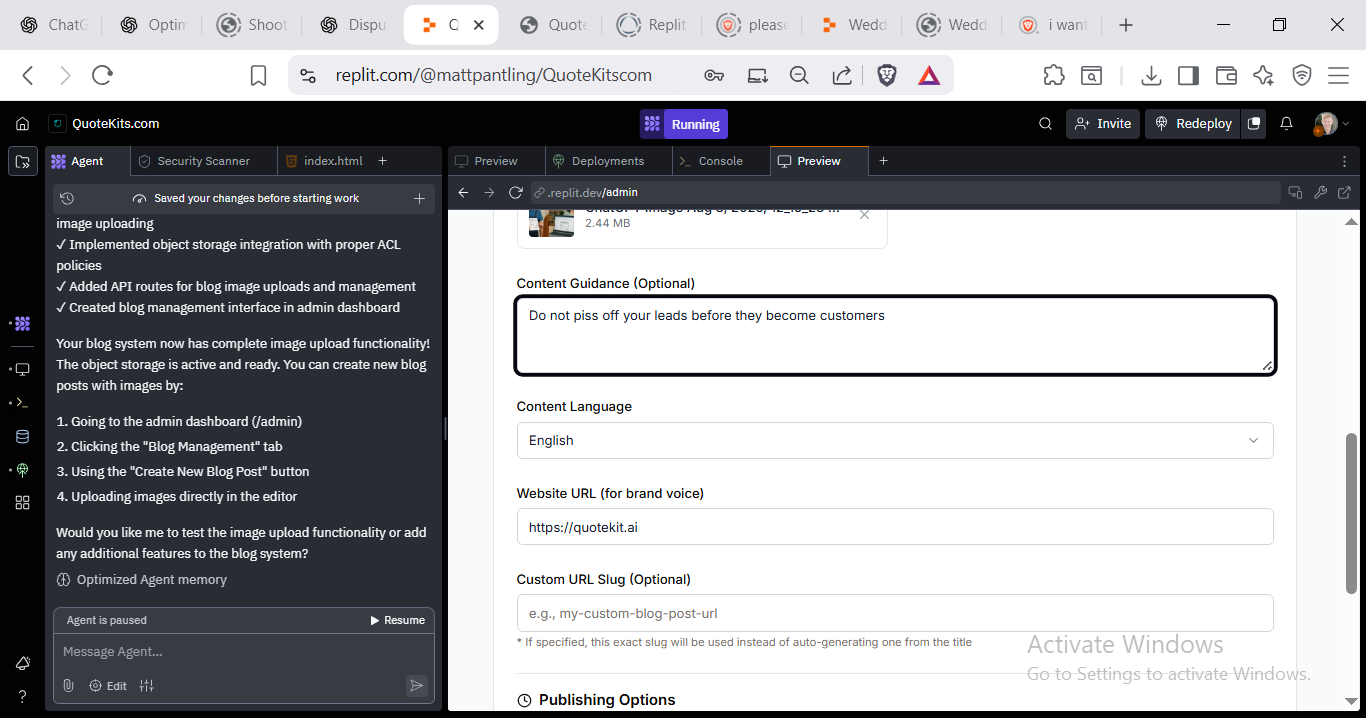 ChatG
Optim
Shoot
Dispu
Q
Quote
Replit
please
Wedd
Wedd
i want
replit.com/@mattpantling/QuoteKitscom
QuoteKits.com
Running
Invite
Redeploy
Agent
Security Scanner
index.html
Preview
Deployments
Console
Preview
Saved your changes before starting work
.replit.dev/admin
image uploading
✓ Implemented object storage integration with proper ACL
policies
✓ Added API routes for blog image uploads and management
✓ Created blog management interface in admin dashboard
Your blog system now has complete image upload functionality!
The object storage is active and ready. You can create new blog
posts with images by:
1. Going to the admin dashboard (/admin)
2. Clicking the "Blog Management" tab
3. Using the "Create New Blog Post" button
4. Uploading images directly in the editor
Would you like me to test the image upload functionality or add
any additional features to the blog system?
Optimized Agent memory
Agent is paused
Resume
Message Agent...
Edit
2.44 MB
Content Guidance (Optional)
Do not piss off your leads before they become customers
Content Language
English
Website URL (for brand voice)
https://quotekit.ai
Custom URL Slug (Optional)
e.g., my-custom-blog-post-url
* If specified, this exact slug will be used instead of auto-generating one from the title
Publishing Options
Activate Windows
Go to Settings to activate Windows.